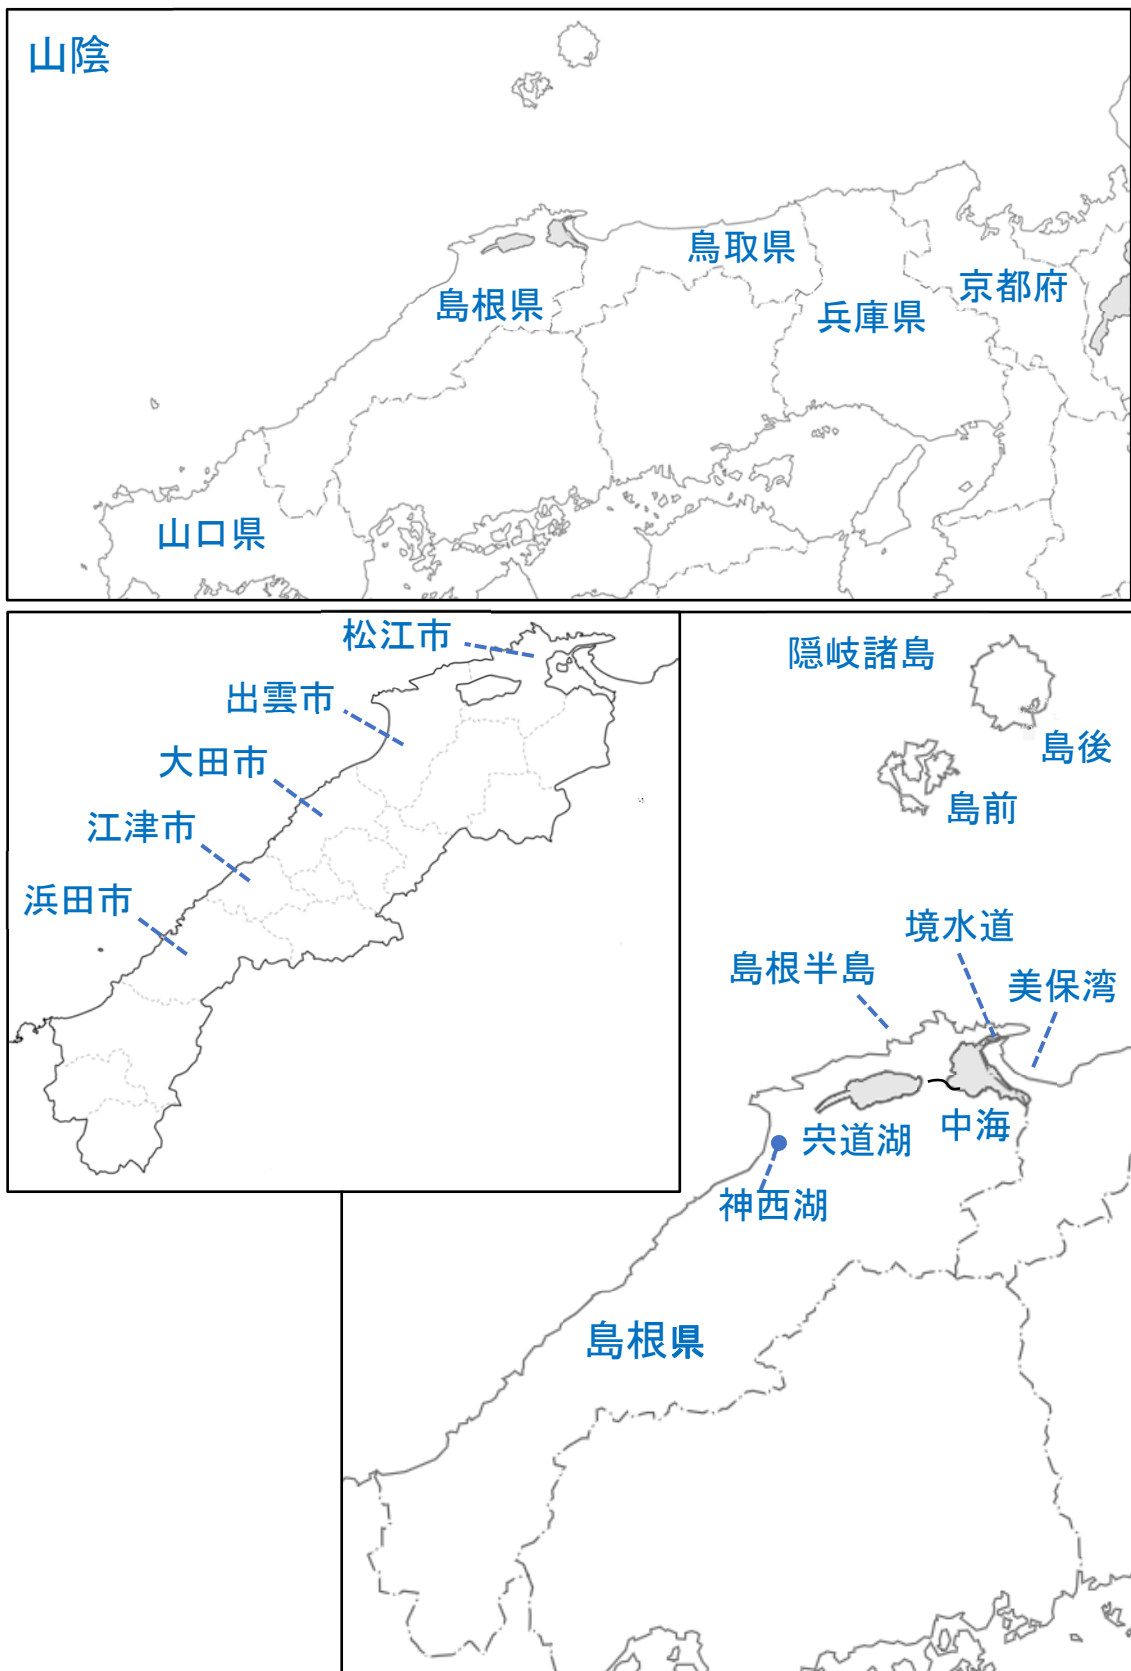 山陰
鳥取県
京都府
島根県
兵庫県
山口県
松江市
出雲市
大田市
江津市
浜田市
隠岐諸島
島後
島前
境水道
島根半島
美保湾
中海
宍道湖
神西湖
島根県